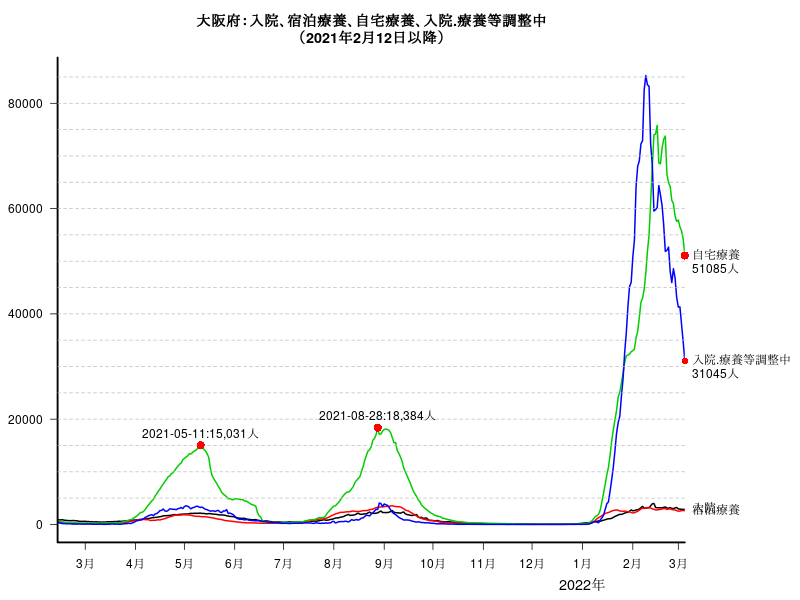 大阪府：入院、宿泊療養、自宅療養、入院.療養等調整中
（2021年2月12日以降）
80000
60000
40000
20000
0
自宅療養
51085人
入院.療養等調整中
31045人
2021-08-28:18,384人
2021-05-11:15,031人
宿泊療養
3月
4月
5月
6月
7月
8月
9月
10月
11月
12月
1月
2月
3月
2022年